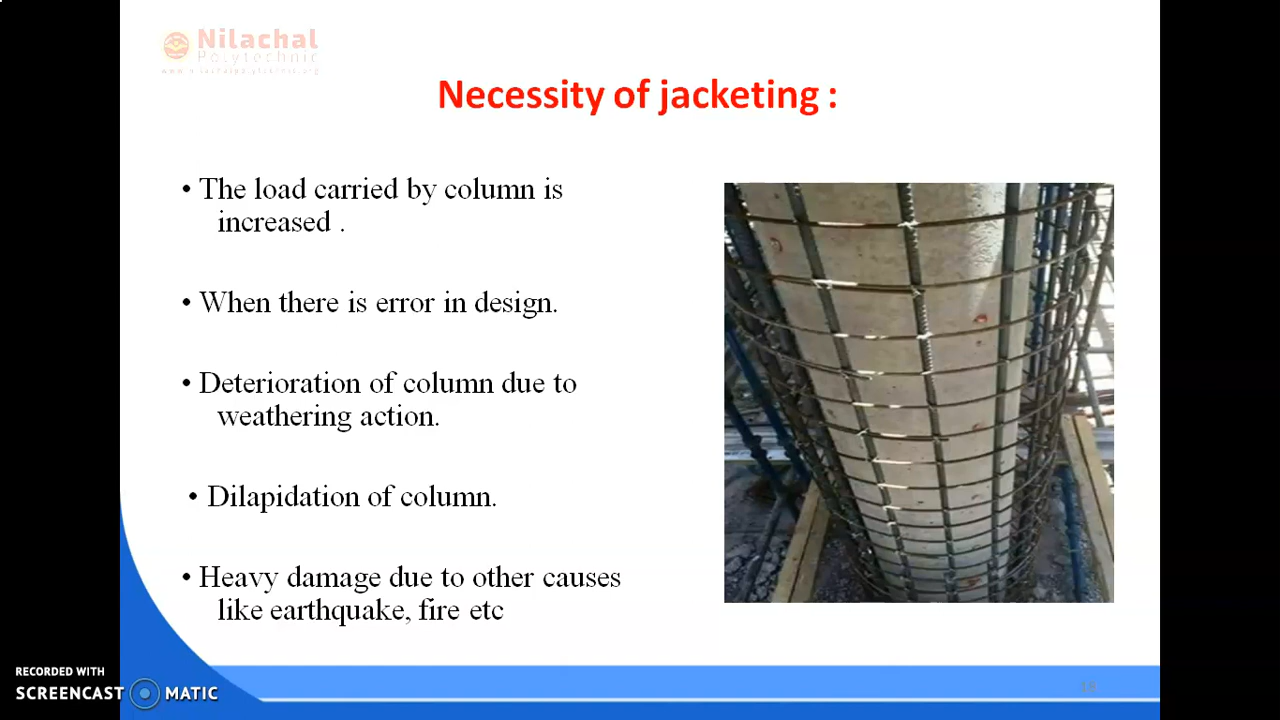 Nilachal
Polytechnic
Necessity of jacketing :
• The load carried by column is
increased .
• When there is error in design.
• Deterioration of column due to
weathering action.
• Dilapidation of column.
• Heavy damage due to other causes
like earthquake, fire etc
RECORDED WITH
SCREENCAST MATIC